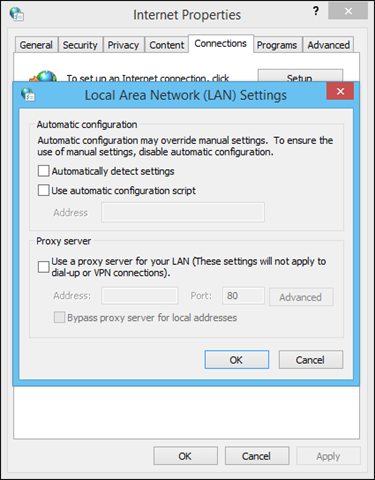 Internet Properties
?
General Security Privacy Content Connections Programs Advanced
To set up an Internet connection, click Setup
Local Area Network (LAN) Settings
Automatic configuration
Automatic configuration may override manual settings. To ensure the
use of manual settings, disable automatic configuration.
Automatically detect settings
Use automatic configuration script
Address
Proxy server
Use a proxy server for your LAN (These settings will not apply to
dial-up or VPN connections).
Address: Port: 80 Advanced
Bypass proxy server for local addresses
OK Cancel
OK Cancel Apply